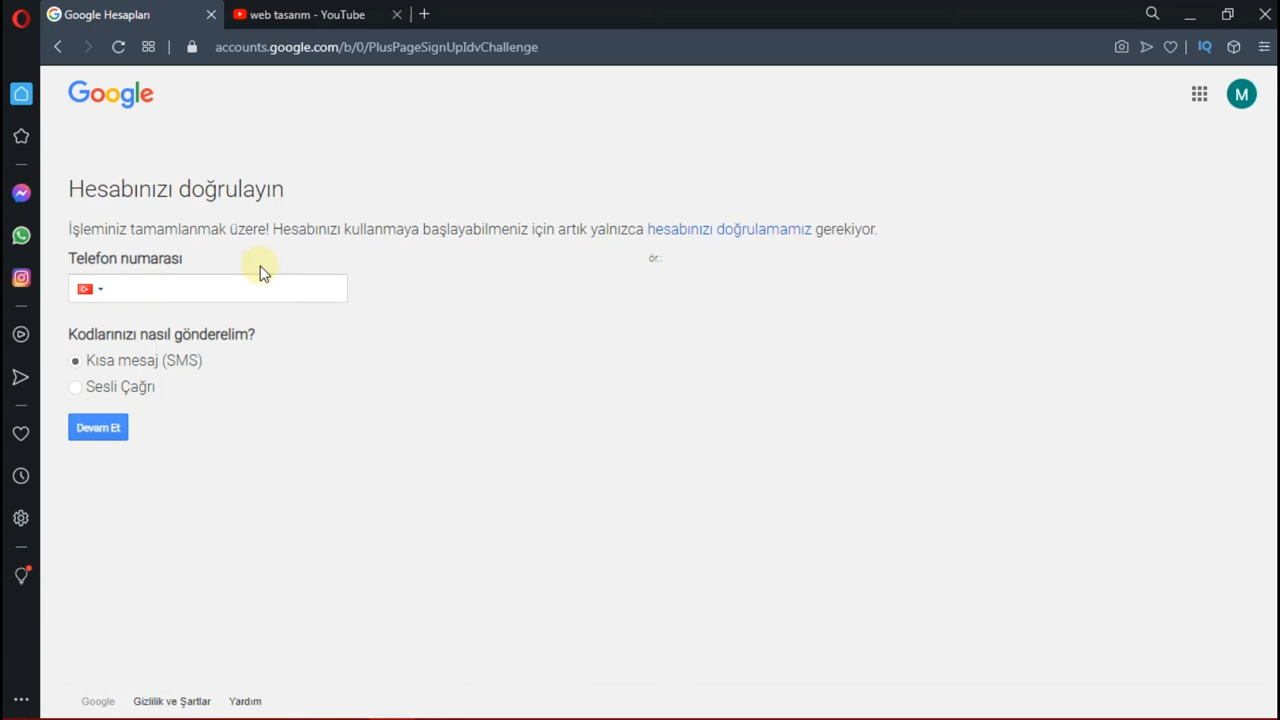 Google Hesapları
web tasarım - YouTube
accounts.google.com/b/0/PlusPageSignUpIdvChallenge
IQ
Google
M
Hesabınızı doğrulayın
İşleminiz tamamlanmak üzere! Hesabınızı kullanmaya başlayabilmeniz için artık yalnızca hesabınızı doğrulamamız gerekiyor.
Telefon numarası
ör.:
Kodlarınızı nasıl gönderelim?
Kısa mesaj (SMS)
Sesli Çağrı
Devam Et
Google Gizlilik ve Şartlar Yardım